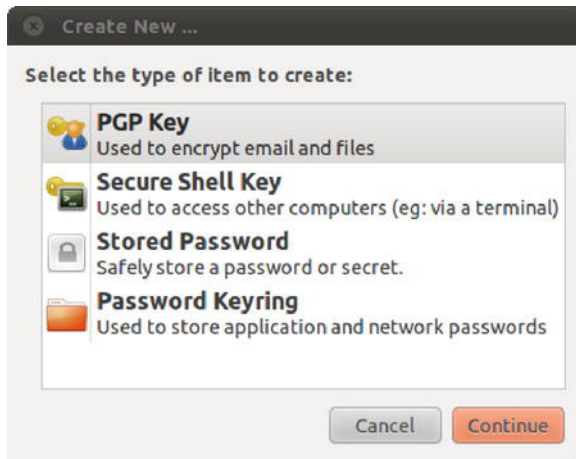 Create New ...
Select the type of item to create:
PGP Key
Used to encrypt email and files
Secure Shell Key
Used to access other computers (eg: via a terminal)
Stored Password
Safely store a password or secret.
Password Keyring
Used to store application and network passwords
Cancel Continue